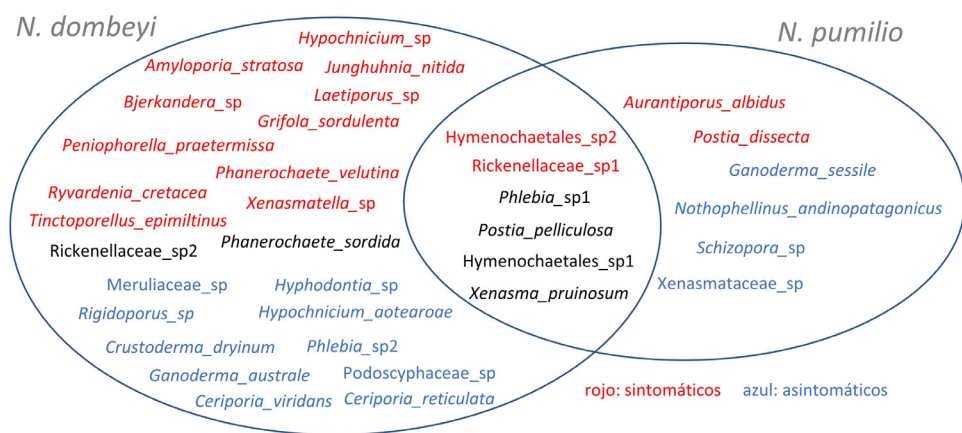 N. dombeyi
N. pumilio
Hypochnicium_sp
Amyloporia_stratosa
Junghuhnia_nitida
Bjerkandera_sp
Laetiporus_sp
Grifola_sordulenta
Peniophorella_praetermissa
Phanerochaete_velutina
Ryvardenia_cretacea
Xenasmatella_sp
Tinctoporellus_epimiltinus
Rickenellaceae_sp2
Phanerochaete_sordida
Meruliaceae_sp
Hyphodontia_sp
Rigidoporus_sp
Hypochnicium_aotearoae
Crustoderma_dryinum
Phlebia_sp2
Ganoderma_australe
Podoscyphaceae_sp
Ceriporia_viridans
Ceriporia_reticulata
Hymenochaetales_sp2
Rickenellaceae_sp1
Phlebia_sp1
Postia_pelliculosa
Hymenochaetales_sp1
Xenasma_pruinosum
Aurantiporus_albidus
Postia_dissecta
Ganoderma_sessile
Nothophellinus_andinopatagonicus
Schizopora_sp
Xenasmataceae_sp
rojo: sintomáticos azul: asintomáticos